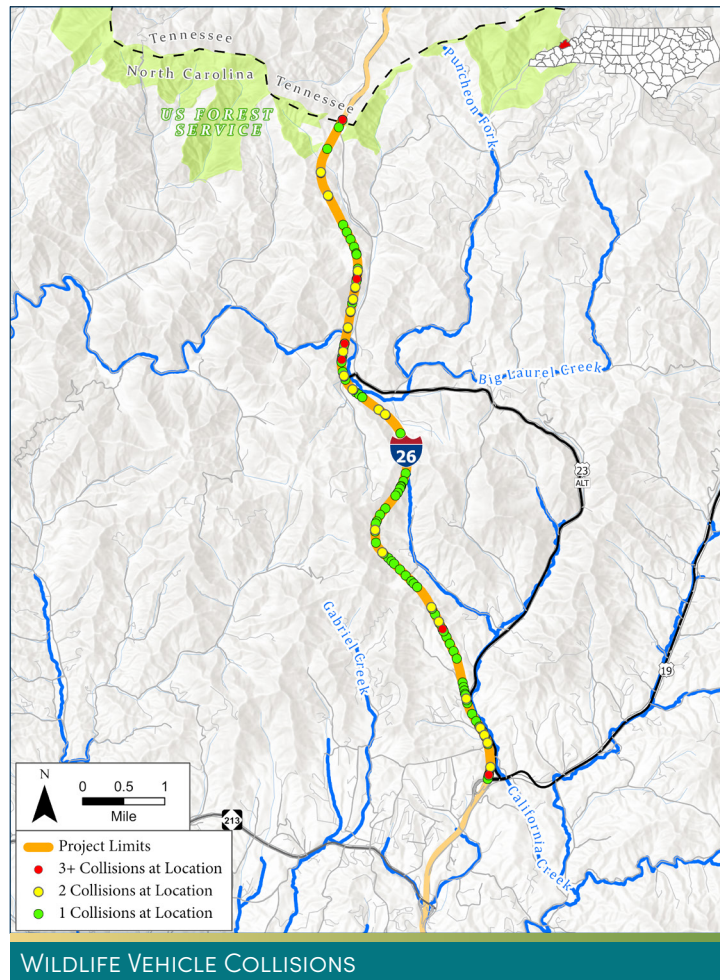 Tennessee
North Carolina
Tennessee
US FOREST
SERVICE
Puncheon Fork
Big Laurel Creek
26
23
ALT
Gabriel Creek
19
California Creek
213
N
0 0.5 1
Mile
Project Limits
3+ Collisions at Location
2 Collisions at Location
1 Collisions at Location
WILDLIFE VEHICLE COLLISIONS